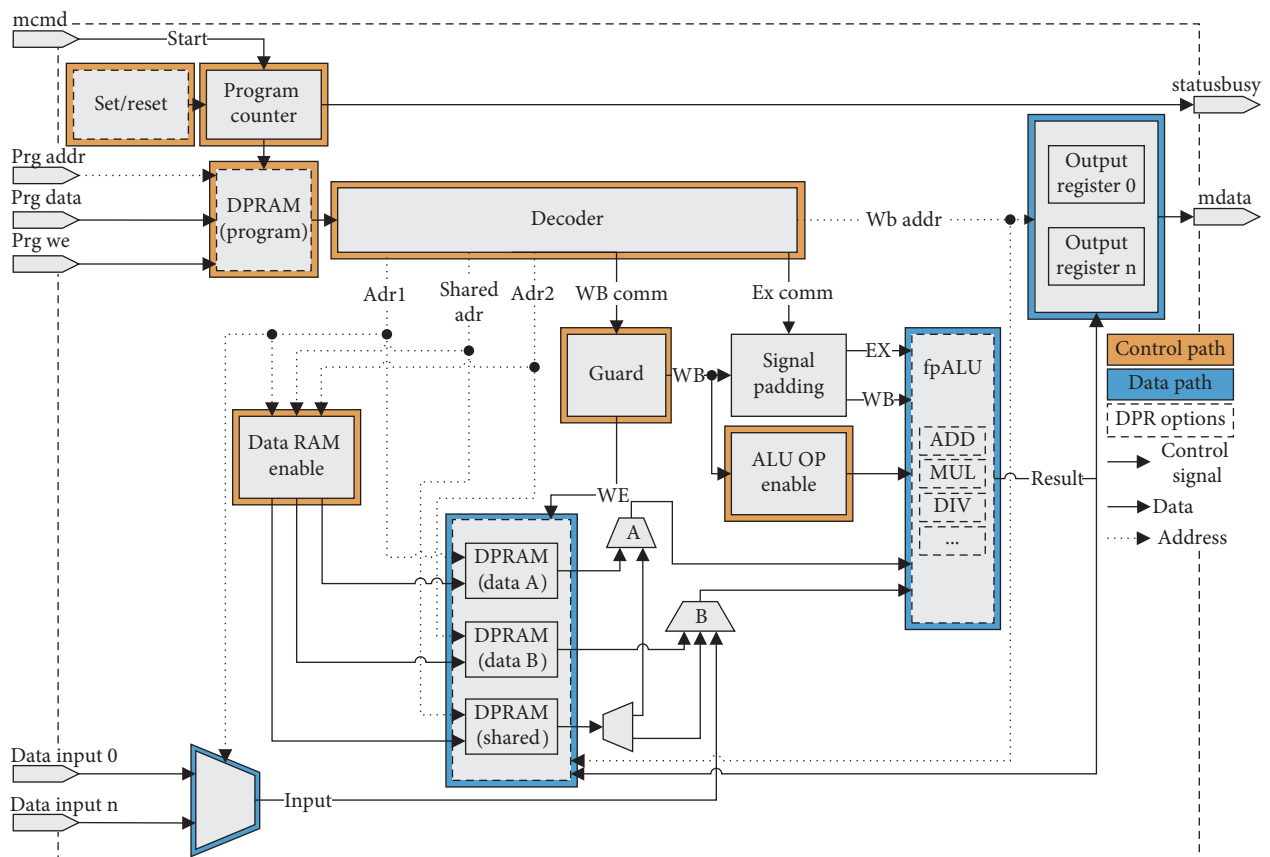 mcmd
Start
Set/reset
Program
counter
statusbusy
Prg addr
Prg data
Prg we
DPRAM
(program)
Decoder
Wb addr
Output
register 0
Output
register n
mdata
Adr1
Shared
adr
Adr2
WB comm
Ex comm
Guard
WB
Signal
padding
EX
WB
fpALU
ADD
MUL
DIV
...
Result
Control path
Data path
DPR options
Control
signal
Data
Address
Data RAM
enable
ALU OP
enable
WE
A
B
DPRAM
(data A)
DPRAM
(data B)
DPRAM
(shared)
Data input 0
Data input n
Input